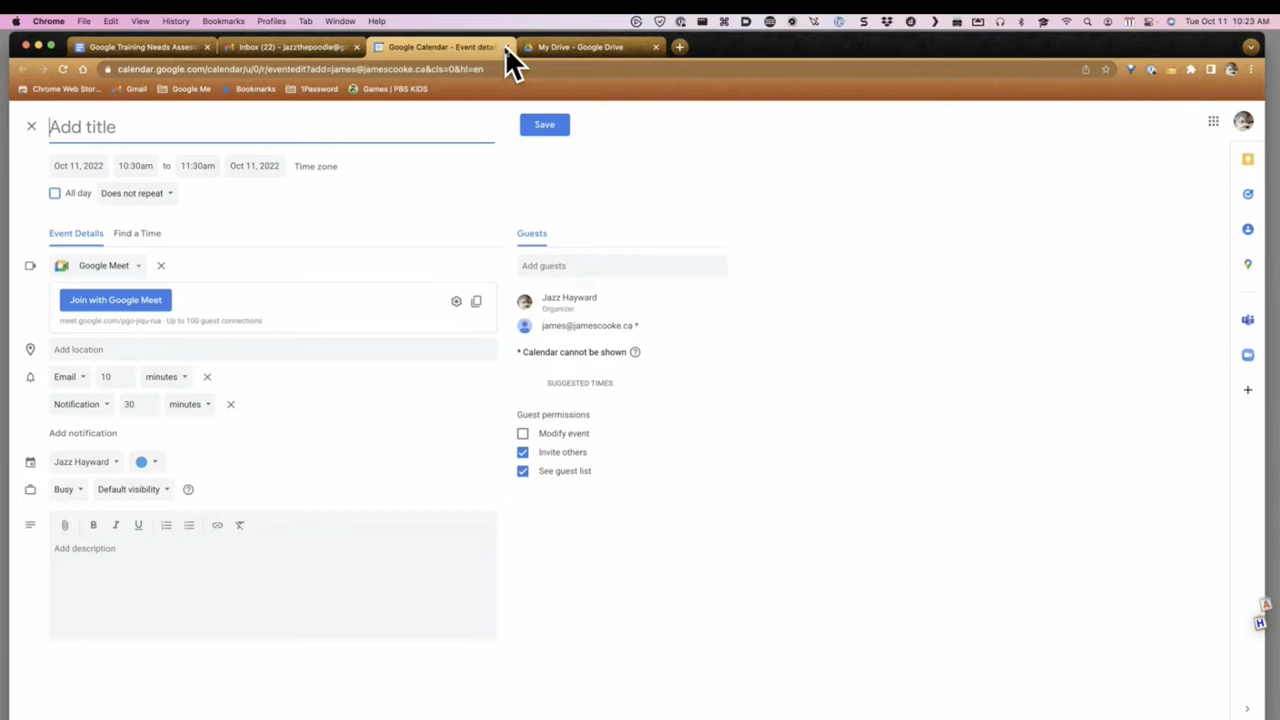 Chrome File Edit View History Bookmarks Profiles Tab Window Help Tue Oct 11 10:23 AM
Google Training Needs Assess Inbox (22) - jazzthepoodle@g Google Calendar - Event detai My Drive - Google Drive
calendar.google.com/calendar/u/0/r/eventedit?add=james@jamescooke.ca&cls=0&hl=en
Chrome Web Stor... Gmail Google Me Bookmarks 1Password Games | PBS KIDS
Add title
Save
Oct 11, 2022 10:30am to 11:30am Oct 11, 2022 Time zone
All day Does not repeat
Event Details Find a Time
Guests
Google Meet
Add guests
Join with Google Meet
meet.google.com/pgo-jiqu-rua · Up to 100 guest connections
Jazz Hayward
Organizer
james@jamescooke.ca *
Add location
* Calendar cannot be shown
Email 10 minutes
SUGGESTED TIMES
Notification 30 minutes
Guest permissions
Add notification
Modify event
Invite others
Jazz Hayward
See guest list
Busy Default visibility
B I U
Add description
A
H